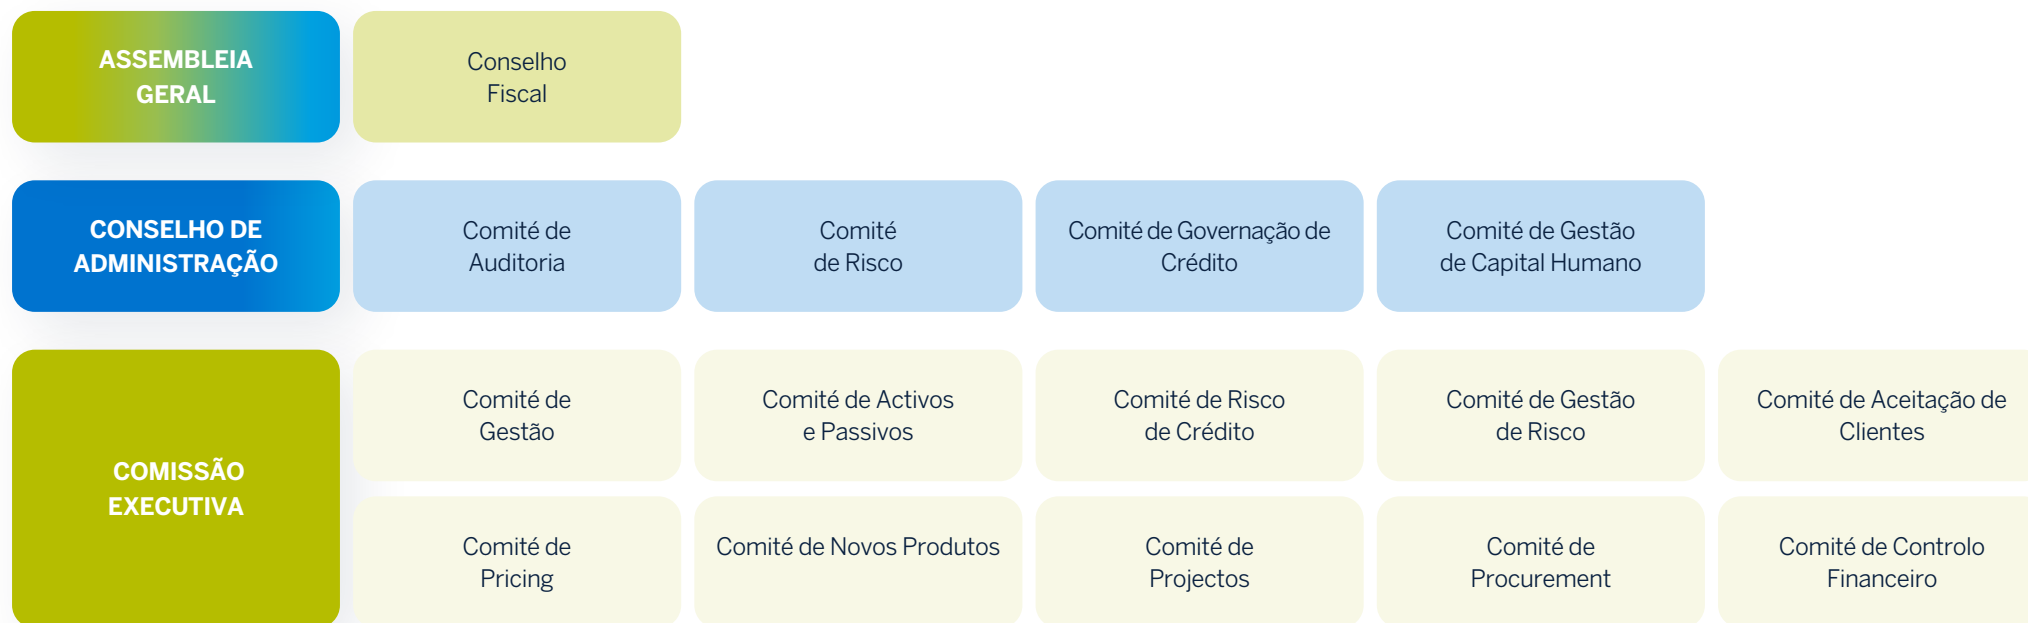 ASSEMBLEIA
GERAL
Conselho
Fiscal
CONSELHO DE
ADMINISTRAÇÃO
Comité de
Auditoria
Comité
de Risco
Comité de Governação de
Crédito
Comité de Gestão
de Capital Humano
COMISSÃO
EXECUTIVA
Comité de
Gestão
Comité de Activos
e Passivos
Comité de Risco
de Crédito
Comité de Gestão
de Risco
Comité de Aceitação de
Clientes
Comité de
Pricing
Comité de Novos Produtos
Comité de
Projectos
Comité de
Procurement
Comité de Controlo
Financeiro